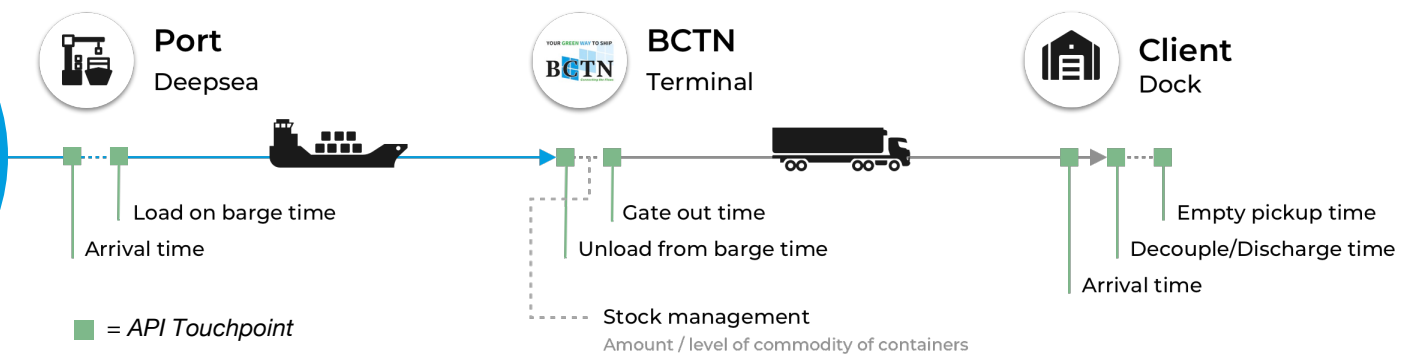 Port
Deepsea
YOUR GREEN WAY TO SHIP
BCTN
BCTN
Terminal
Client
Dock
Load on barge time
Arrival time
Gate out time
Unload from barge time
Empty pickup time
Decouple/Discharge time
Arrival time
Stock management
Amount / level of commodity of containers
= API Touchpoint